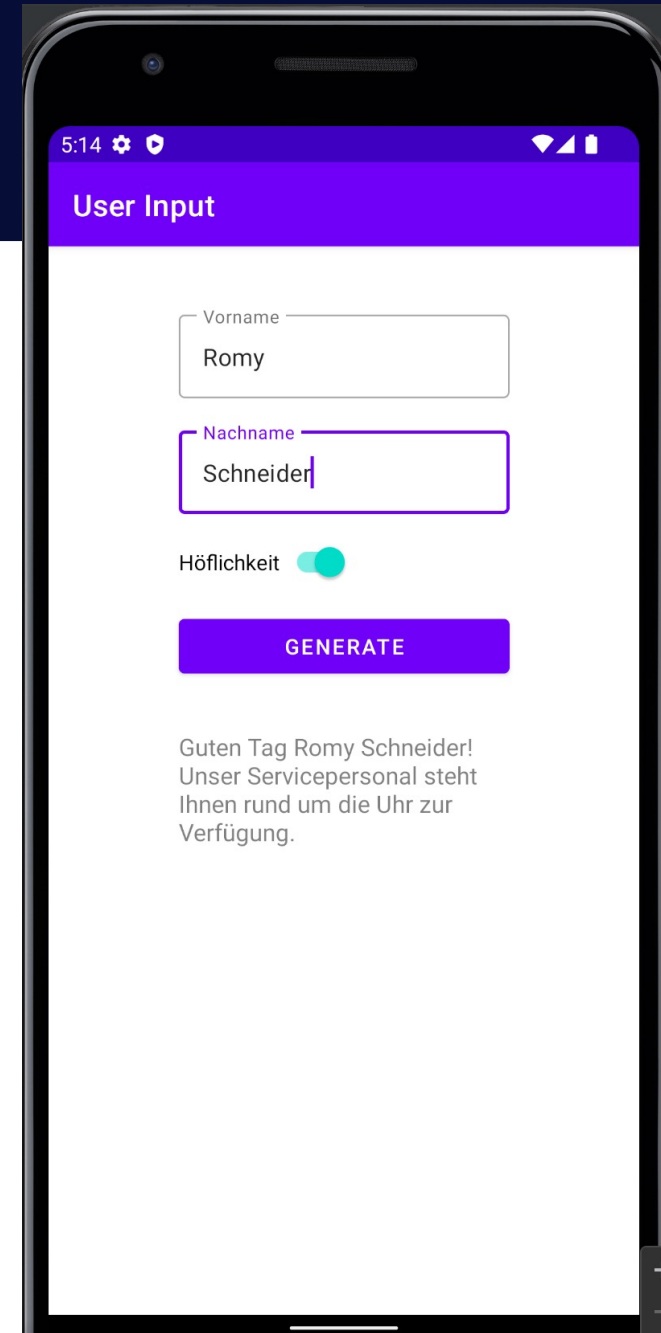 5:14
User Input
Vorname
Romy
Nachname
Schneider
Höflichkeit
GENERATE
Guten Tag Romy Schneider!
Unser Servicepersonal steht
Ihnen rund um die Uhr zur
Verfügung.